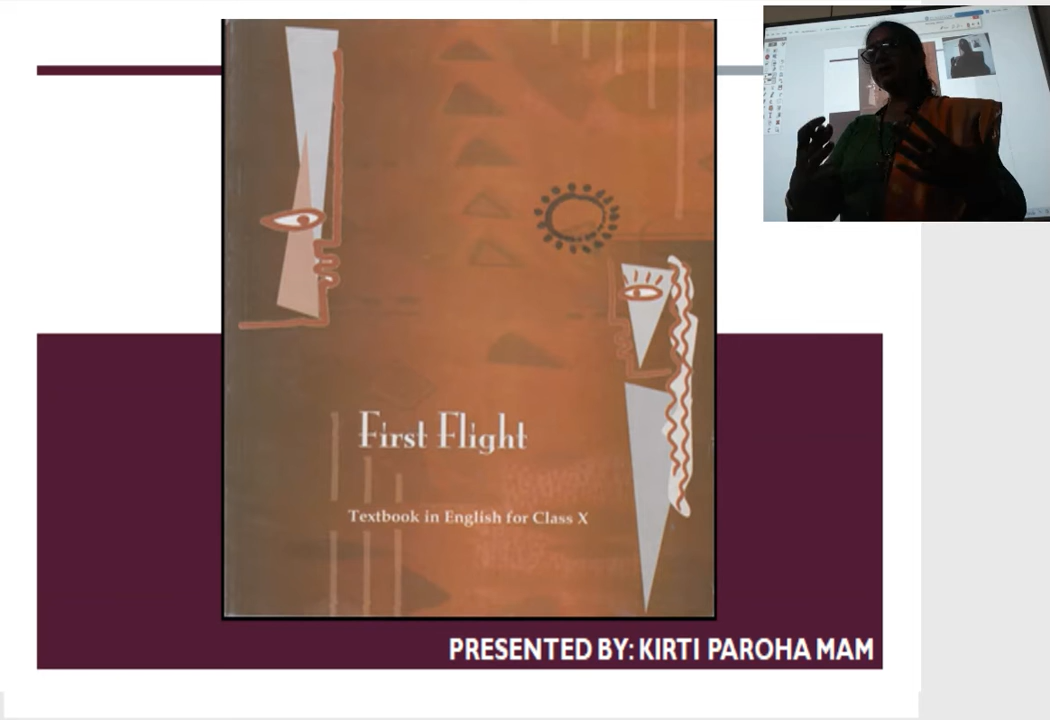 First Flight
Textbook in English for Class X
PRESENTED BY: KIRTI PAROHA MAM